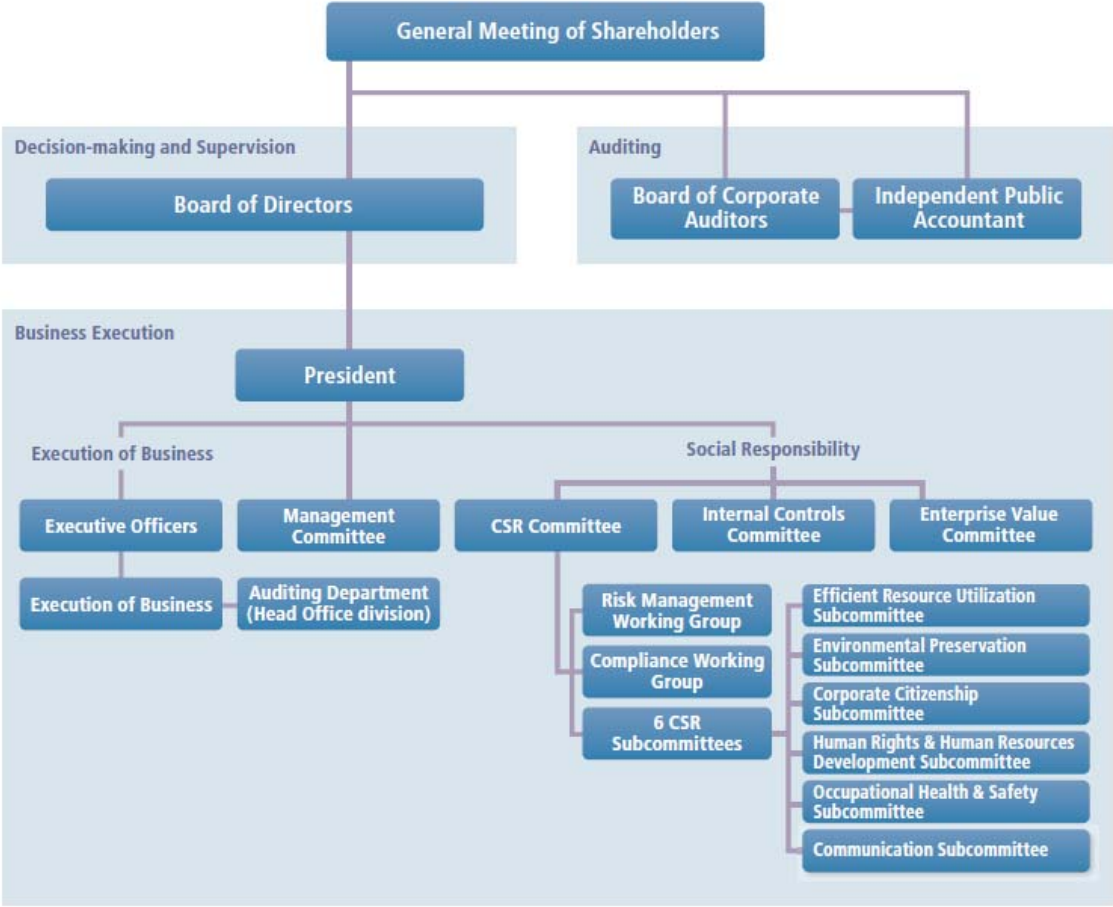 General Meeting of Shareholders
Decision-making and Supervision
Board of Directors
Auditing
Board of Corporate
Auditors
Independent Public
Accountant
Business Execution
President
Execution of Business
Social Responsibility
Executive Officers
Management
Committee
CSR Committee
Internal Controls
Committee
Enterprise Value
Committee
Execution of Business
Auditing Department
(Head Office division)
Risk Management
Working Group
Compliance Working
Group
6 CSR
Subcommittees
Efficient Resource Utilization
Subcommittee
Environmental Preservation
Subcommittee
Corporate Citizenship
Subcommittee
Human Rights & Human Resources
Development Subcommittee
Occupational Health & Safety
Subcommittee
Communication Subcommittee